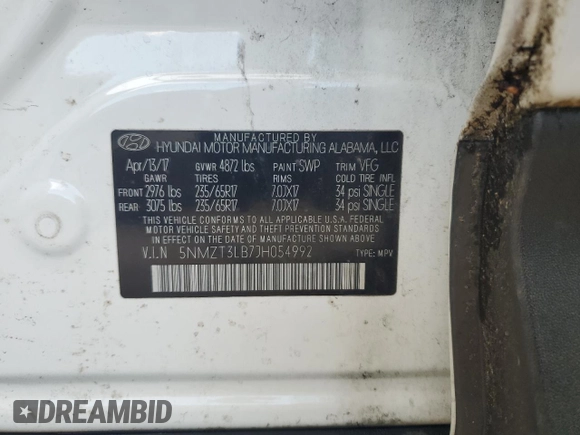 MANUFACTURED BY
HYUNDAI MOTOR MANUFACTURING ALABAMA, LLC
Apr/13/17 GVWR 4872 lbs PAINT SWP TRIM VFG
GAWR TIRES RIMS COLD TIRE INFL
FRONT 2976 lbs 235/65R17 7.0JX17 34 psi SINGLE
REAR 3075 lbs 235/65R17 7.0JX17 34 psi SINGLE
THIS VEHICLE CONFORMS TO ALL APPLICABLE U.S.A. FEDERAL
MOTOR VEHICLE SAFETY AND THEFT PREVENTION STANDARDS
IN EFFECT ON THE DATE OF MANUFACTURE SHOWN ABOVE.
V.I.N 5NMZT3LB7JH054992 TYPE: MPV
DREAMBID